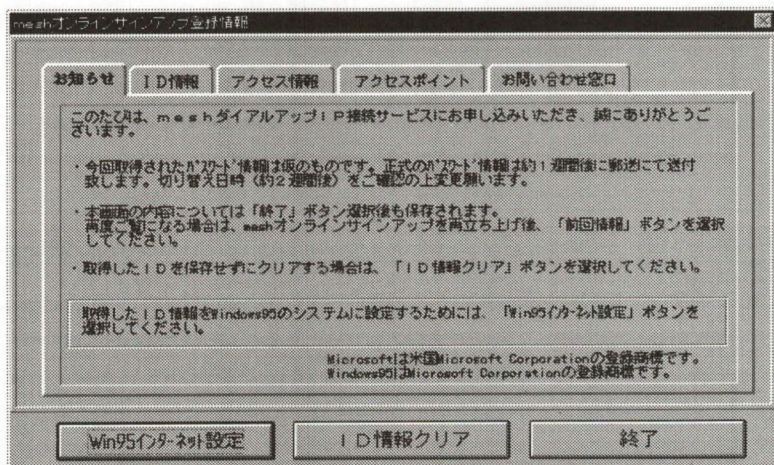 meshオンラインサインアップ登録情報
お知らせ
ID情報
アクセス情報
アクセスポイント
お問い合わせ窓口
このたびは、meshダイアルアップIP接続サービスにお申し込みいただき、誠にありがとうご
ざいます。
・今回取得されたﾊﾟｽﾜｰﾄﾞ情報は仮のものです。正式のﾊﾟｽﾜｰﾄﾞ情報は約1週間後に郵送にて送付
致します。切り替え日時（約2週間後）をご確認の上変更願います。
・本画面の内容については「終了」ボタン選択後も保存されます。
再度ご覧になる場合は、meshオンラインサインアップを再立ち上げ後、「前回情報」ボタンを選択
してください。
・取得したIDを保存せずにクリアする場合は、「ID情報クリア」ボタンを選択してください。
取得したID情報をWindows95のシステムに設定するためには、「Win95ｲﾝﾀｰﾈｯﾄ設定」ボタンを
選択してください。
Microsoftは米国Microsoft Corporationの登録商標です。
Windows95はMicrosoft Corporationの登録商標です。
Win95ｲﾝﾀｰﾈｯﾄ設定
ID情報クリア
終了